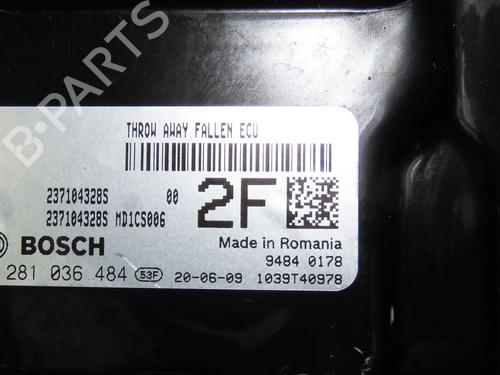 THROW AWAY FALLEN ECU
237104328S 00
237104328S MD1CS006
2F
BOSCH
Made in Romania
9484 0178
281 036 484 53F 20-06-09 1039T40978
B-PARTS